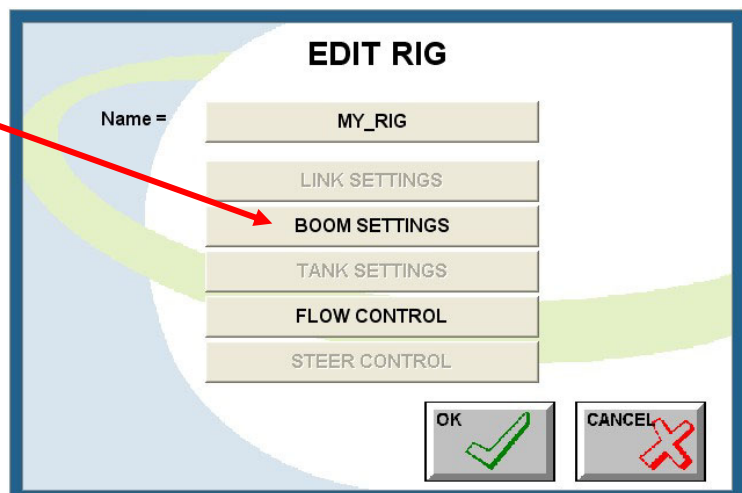 EDIT RIG
Name = MY_RIG
LINK SETTINGS
BOOM SETTINGS
TANK SETTINGS
FLOW CONTROL
STEER CONTROL
OK CANCEL